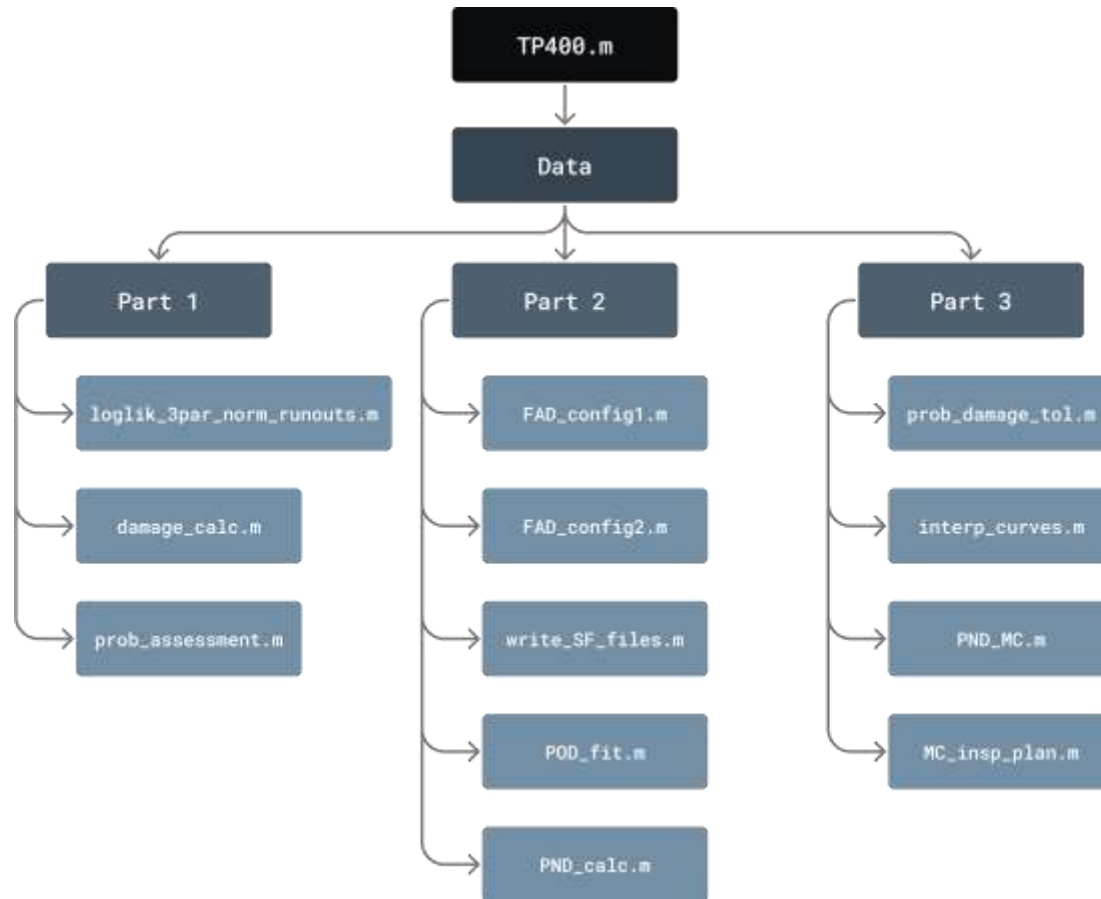 TP400.m
Data
Part 1
loglik_3par_norm_runouts.m
damage_calc.m
prob_assessment.m
Part 2
FAD_config1.m
FAD_config2.m
write_SF_files.m
POD_fit.m
PND_calc.m
Part 3
prob_damage_tol.m
interp_curves.m
PND_MC.m
MC_insp_plan.m